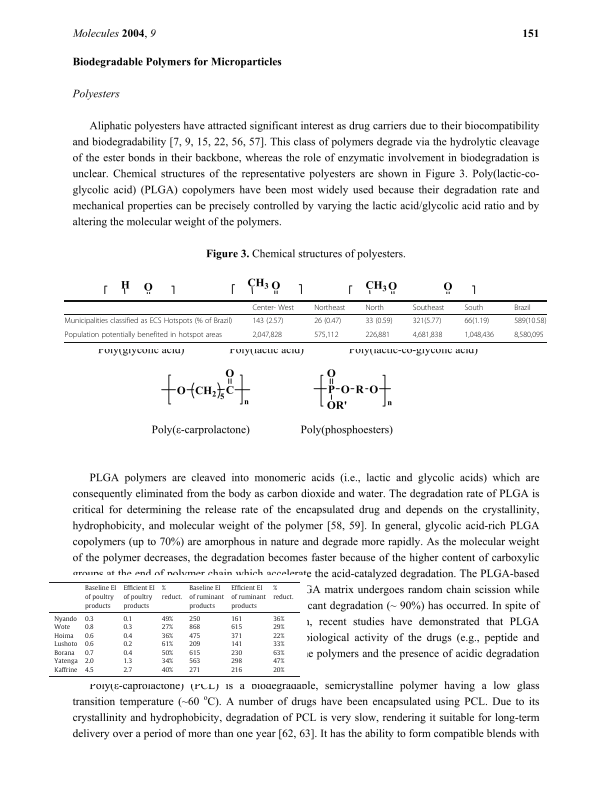 Molecules 2004, 9 151
Biodegradable Polymers for Microparticles
Polyesters
Aliphatic polyesters have attracted significant interest as drug carriers due to their biocompatibility
and biodegradability [7, 9, 15, 22, 56, 57]. This class of polymers degrade via the hydrolytic cleavage
of the ester bonds in their backbone, whereas the role of enzymatic involvement in biodegradation is
unclear. Chemical structures of the representative polyesters are shown in Figure 3. Poly(lactic-co-
glycolic acid) (PLGA) copolymers have been most widely used because their degradation rate and
mechanical properties can be precisely controlled by varying the lactic acid/glycolic acid ratio and by
altering the molecular weight of the polymers.
Figure 3. Chemical structures of polyesters.
H O CH3 O CH3 O O
Center- West Northeast North Southeast South Brazil
Municipalities classified as ECS Hotspots (% of Brazil) 143 (2.57) 26 (0.47) 33 (0.59) 321(5.77) 66(1.19) 589(10.58)
Population potentially benefited in hotspot areas 2,047,828 575,112 226,881 4,681,838 1,048,436 8,580,095
Poly(glycolic acid) Poly(lactic acid) Poly(lactic-co-glycolic acid)
O O
O (CH2)5 C n P O R O n
OR'
Poly(ε-carprolactone) Poly(phosphoesters)
PLGA polymers are cleaved into monomeric acids (i.e., lactic and glycolic acids) which are
consequently eliminated from the body as carbon dioxide and water. The degradation rate of PLGA is
critical for determining the release rate of the encapsulated drug and depends on the crystallinity,
hydrophobicity, and molecular weight of the polymer [58, 59]. In general, glycolic acid-rich PLGA
copolymers (up to 70%) are amorphous in nature and degrade more rapidly. As the molecular weight
of the polymer decreases, the degradation becomes faster because of the higher content of carboxylic
groups at the end of polymer chain which accelerate the acid-catalyzed degradation. The PLGA-based
GA matrix undergoes random chain scission while
cant degradation (~ 90%) has occurred. In spite of
, recent studies have demonstrated that PLGA
biological activity of the drugs (e.g., peptide and
e polymers and the presence of acidic degradation
Baseline EI Efficient EI % Baseline EI Efficient EI %
of poultry of poultry reduct. of ruminant of ruminant reduct.
products products products products
Nyando 0.3 0.1 49% 250 161 36%
Wote 0.8 0.3 27% 868 615 29%
Hoima 0.6 0.4 36% 475 371 22%
Lushoto 0.6 0.2 61% 209 141 33%
Borana 0.7 0.4 50% 615 230 63%
Yatenga 2.0 1.3 34% 563 298 47%
Kaffrine 4.5 2.7 40% 271 216 20%
Poly(ε-caprolactone) (PCL) is a biodegradable, semicrystalline polymer having a low glass
transition temperature (~60 °C). A number of drugs have been encapsulated using PCL. Due to its
crystallinity and hydrophobicity, degradation of PCL is very slow, rendering it suitable for long-term
delivery over a period of more than one year [62, 63]. It has the ability to form compatible blends with